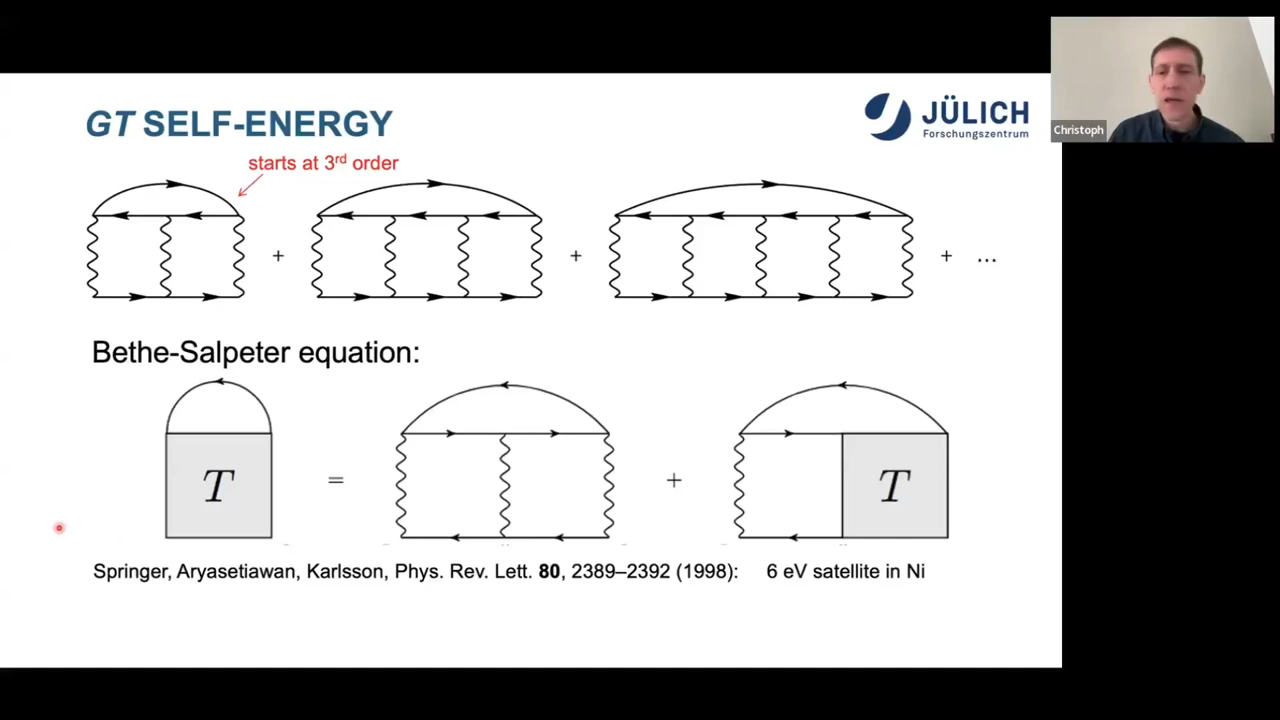 GT SELF-ENERGY
JÜLICH
Forschungszentrum
Christoph
starts at 3rd order
+ + + ...
Bethe-Salpeter equation:
T = + T
Springer, Aryasetiawan, Karlsson, Phys. Rev. Lett. 80, 2389–2392 (1998): 6 eV satellite in Ni